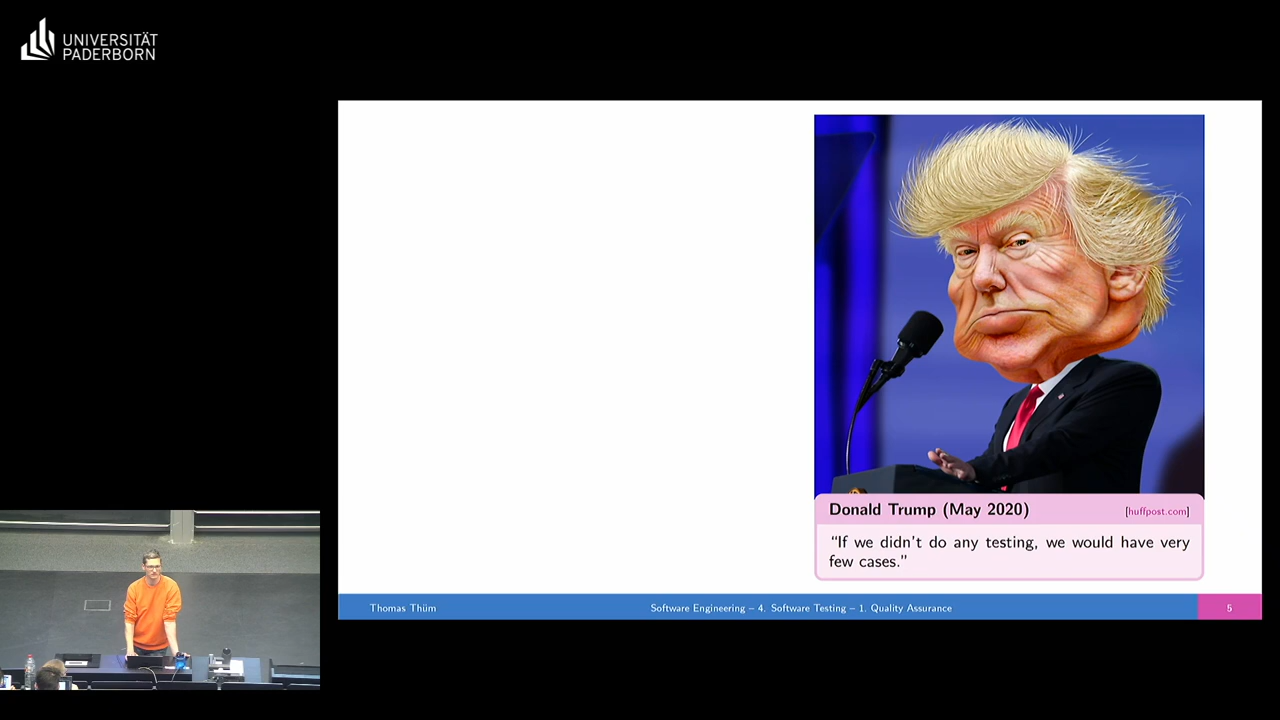 UNIVERSITÄT
PADERBORN
Donald Trump (May 2020) [huffpost.com]
“If we didn’t do any testing, we would have very
few cases.”
Thomas Thüm Software Engineering – 4. Software Testing – 1. Quality Assurance 5